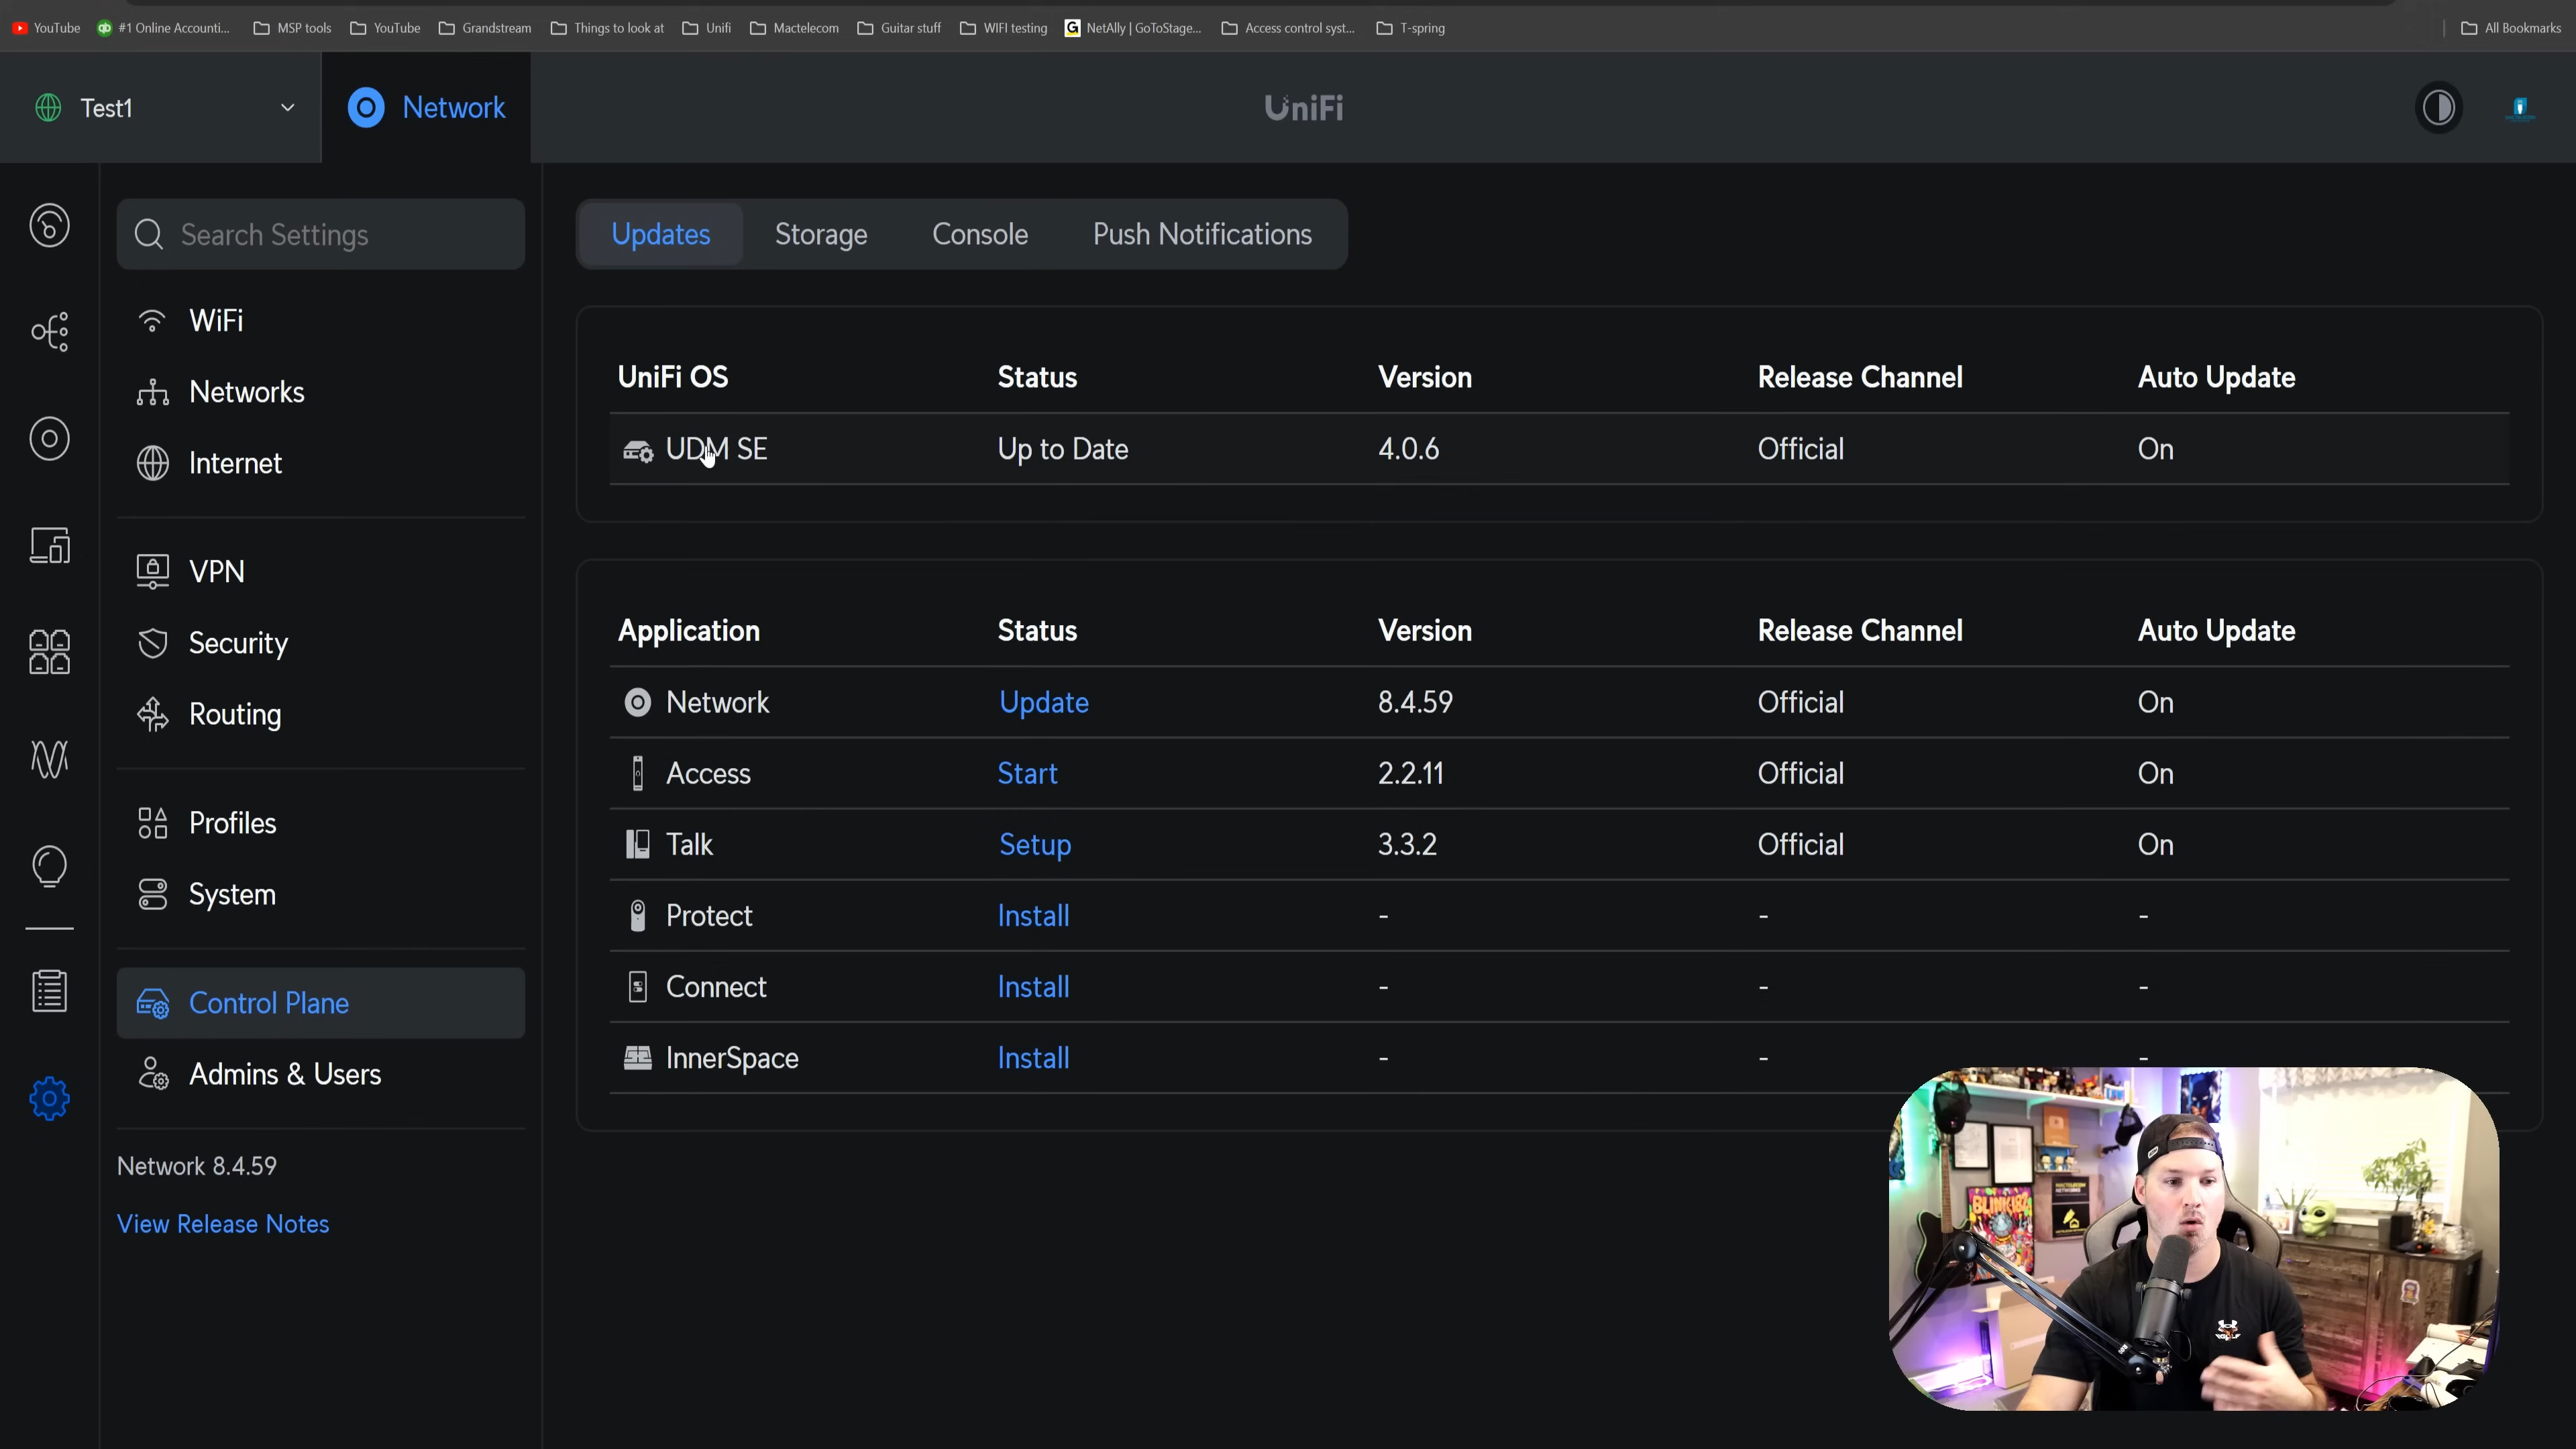 YouTube #1 Online Accounti... MSP tools YouTube Grandstream Things to look at Unifi Mactelecom Guitar stuff WIFI testing NetAlly | GoToStage... Access control syst... T-spring All Bookmarks
Test1 Network UniFi
Search Settings
WiFi
Networks
Internet
VPN
Security
Routing
Profiles
System
Control Plane
Admins & Users
Network 8.4.59
View Release Notes
Updates Storage Console Push Notifications
UniFi OS Status Version Release Channel Auto Update
UDM SE Up to Date 4.0.6 Official On
Application Status Version Release Channel Auto Update
Network Update 8.4.59 Official On
Access Start 2.2.11 Official On
Talk Setup 3.3.2 Official On
Protect Install - - -
Connect Install - - -
InnerSpace Install - - -
BLINK-182